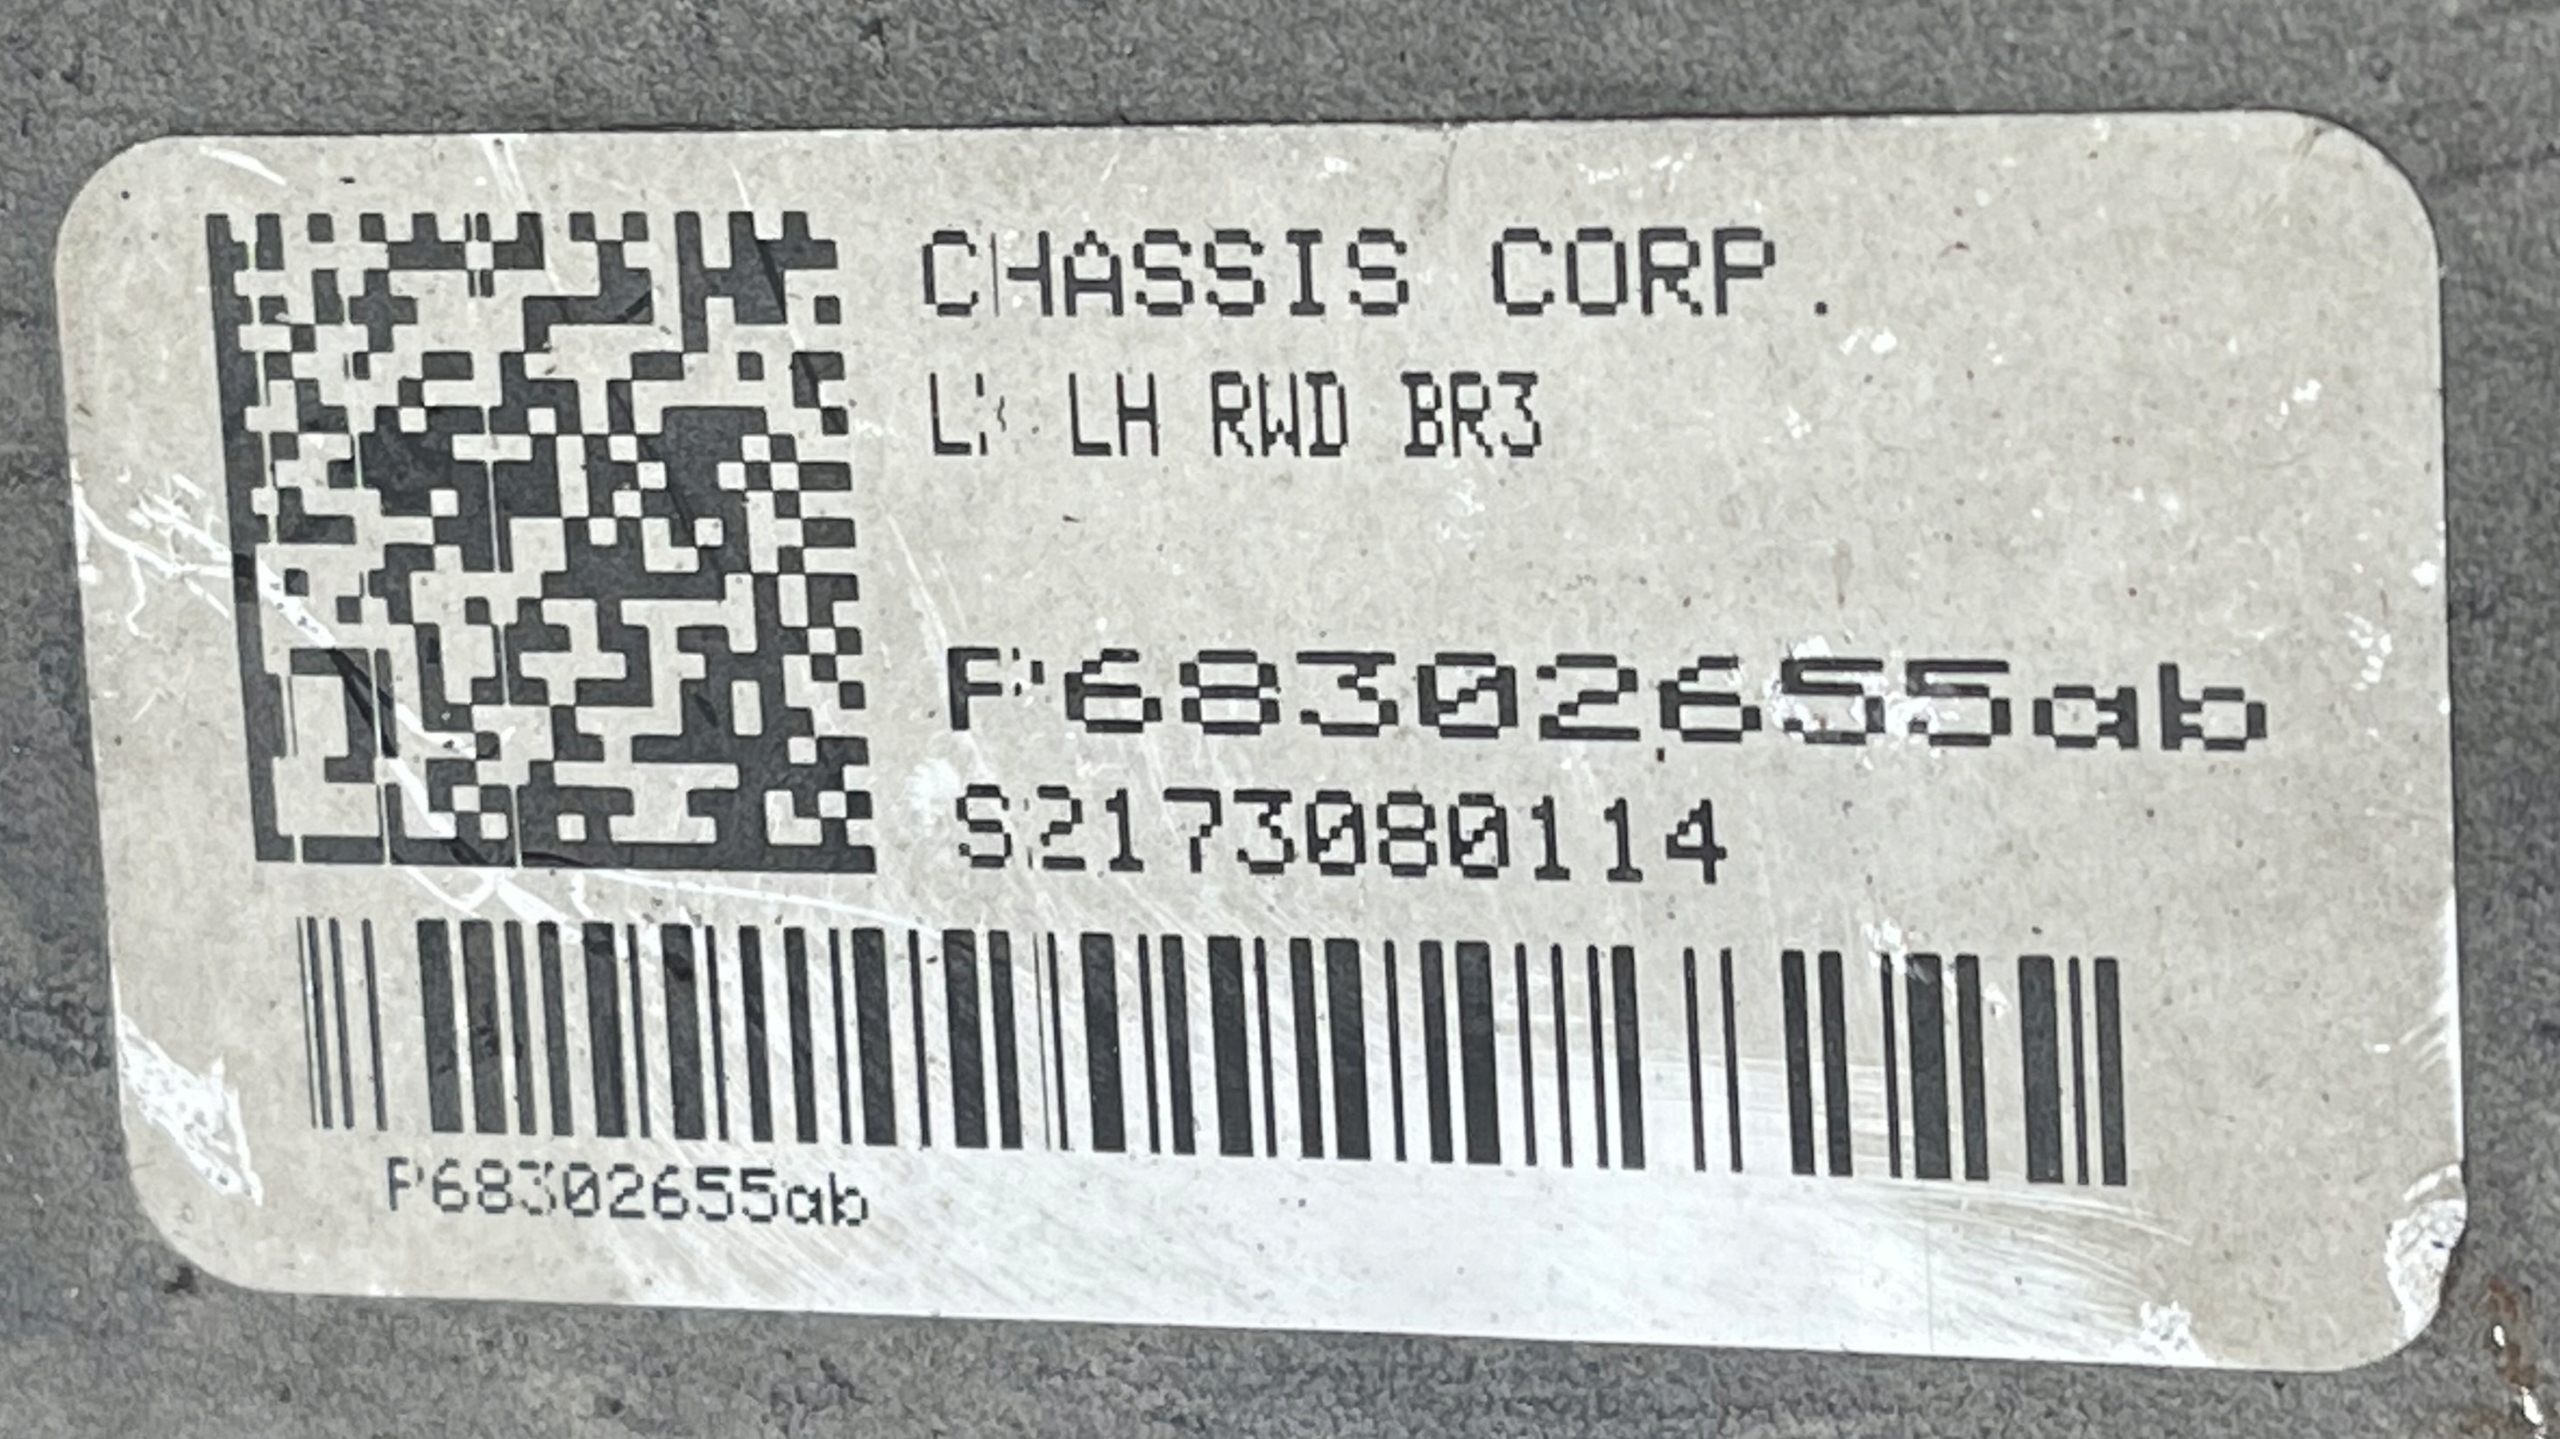 CHASSIS CORP.
LH RWD BR3
P68302655ab
S2173080114
P68302655ab